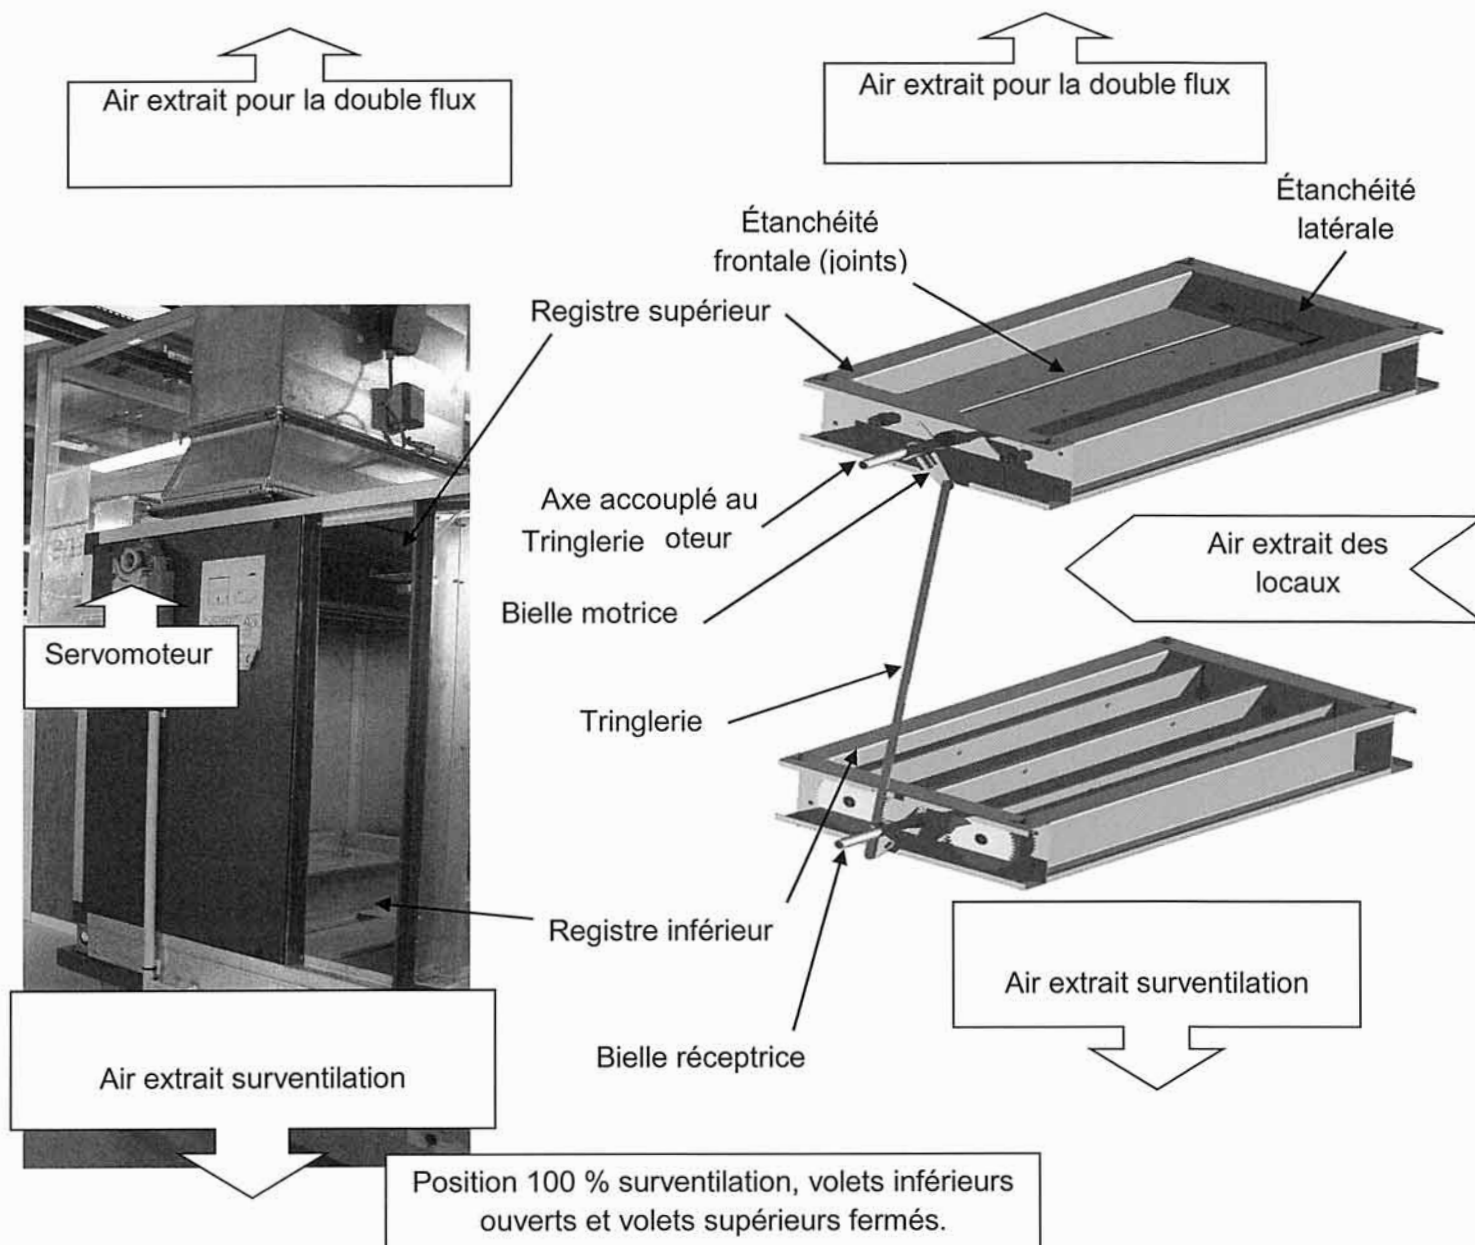 Air extrait pour la double flux
Air extrait pour la double flux
Étanchéité
latérale
Étanchéité
frontale (joints)
Registre supérieur
Axe accouplé au
Tringlerie oteur
Air extrait des
locaux
Bielle motrice
Servomoteur
Tringlerie
Registre inférieur
Air extrait surventilation
Bielle réceptrice
Air extrait surventilation
Position 100 % surventilation, volets inférieurs
ouverts et volets supérieurs fermés.